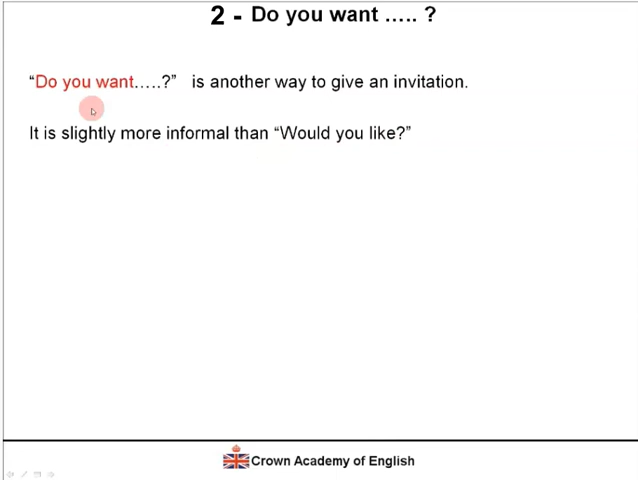 2 - Do you want ..... ?
“Do you want.....?” is another way to give an invitation.
It is slightly more informal than “Would you like?”
Crown Academy of English